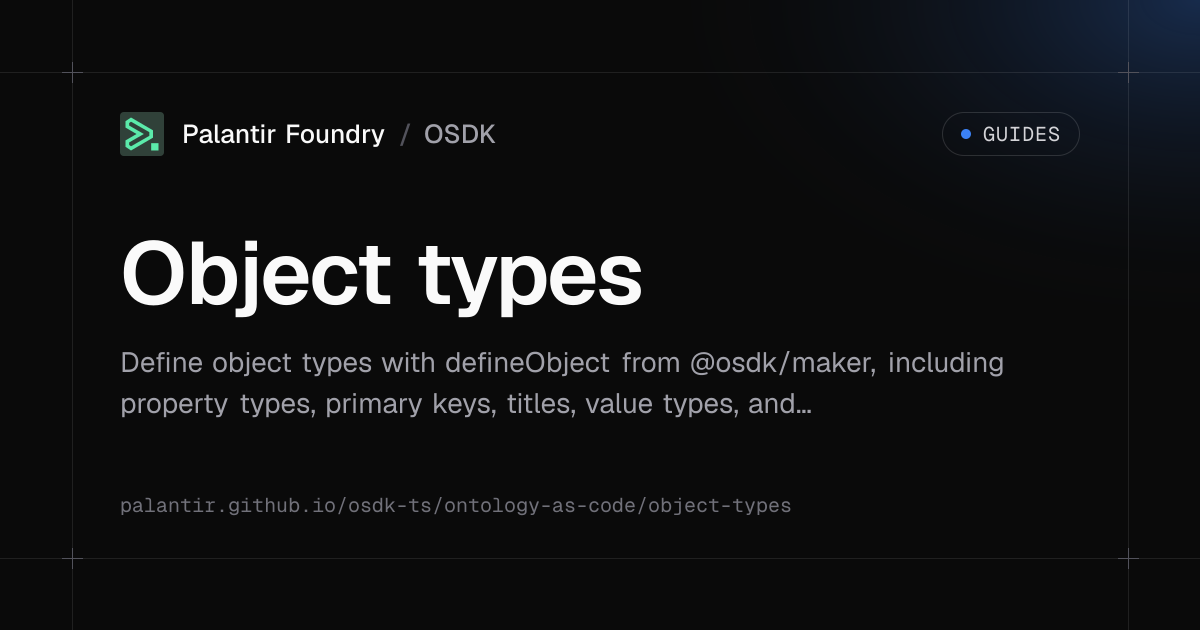 Palantir Foundry / OSDK
GUIDES
Object types
Define object types with defineObject from @osdk/maker, including
property types, primary keys, titles, value types, and…
palantir.github.io/osdk-ts/ontology-as-code/object-types